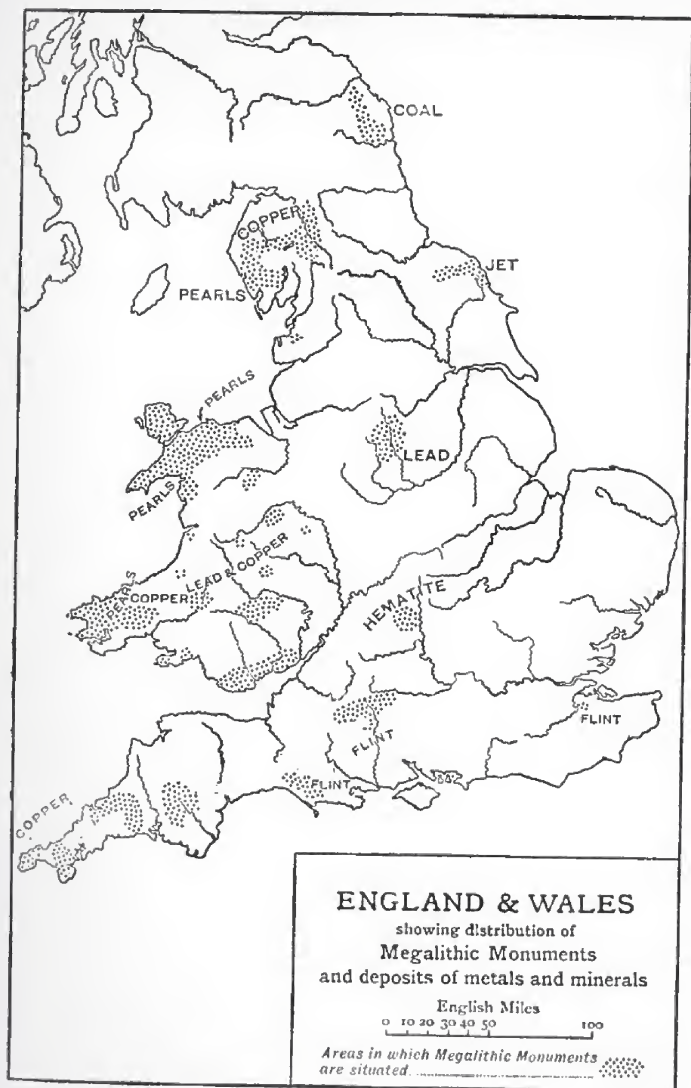 COAL
COPPER
JET
PEARLS
PEARLS
LEAD
PEARLS
LEAD & COPPER
PEARLS
COPPER
HEMATITE
FLINT
FLINT
FLINT
COPPER
ENGLAND & WALES
showing distribution of
Megalithic Monuments
and deposits of metals and minerals
English Miles
0 10 20 30 40 50 100
Areas in which Megalithic Monuments
are situated